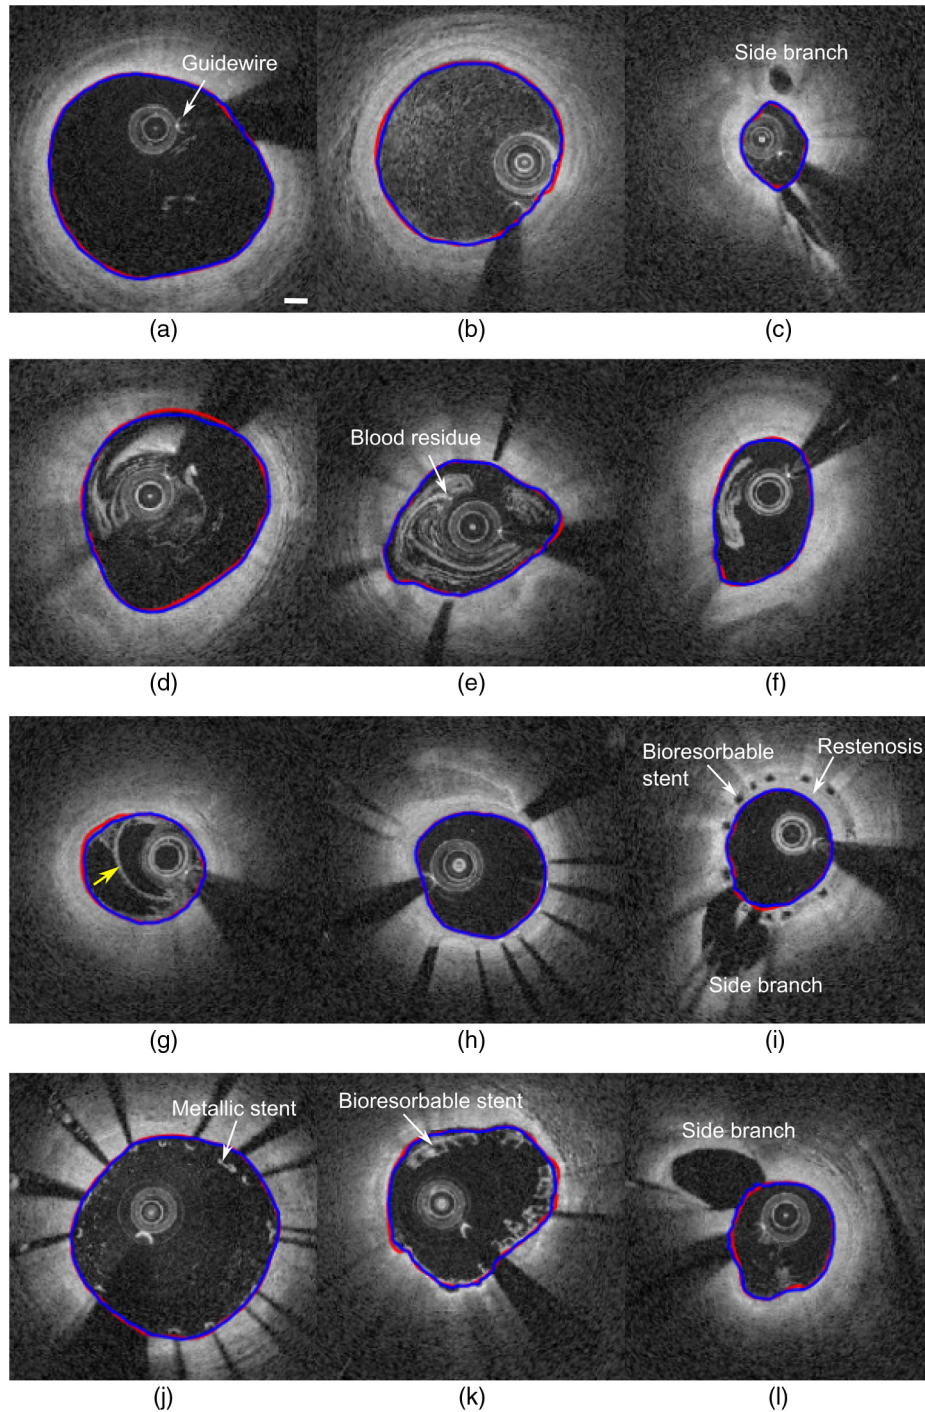 Guidewire
Side branch
(a)
(b)
(c)
Blood residue
(d)
(e)
(f)
Bioresorbable
stent
Restenosis
Side branch
(g)
(h)
(i)
Metallic stent
Bioresorbable stent
Side branch
(j)
(k)
(l)